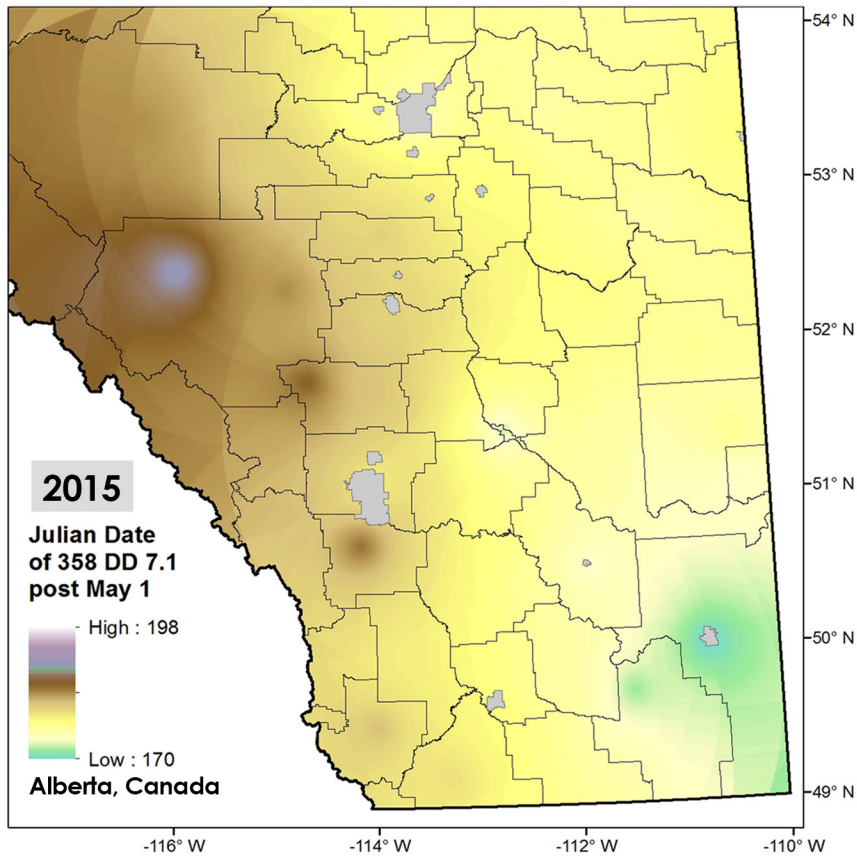 54° N
53° N
52° N
51° N
2015
Julian Date
of 358 DD 7.1
post May 1
High : 198
50° N
Low : 170
Alberta, Canada
49° N
-116° W
-114° W
-112° W
-110° W